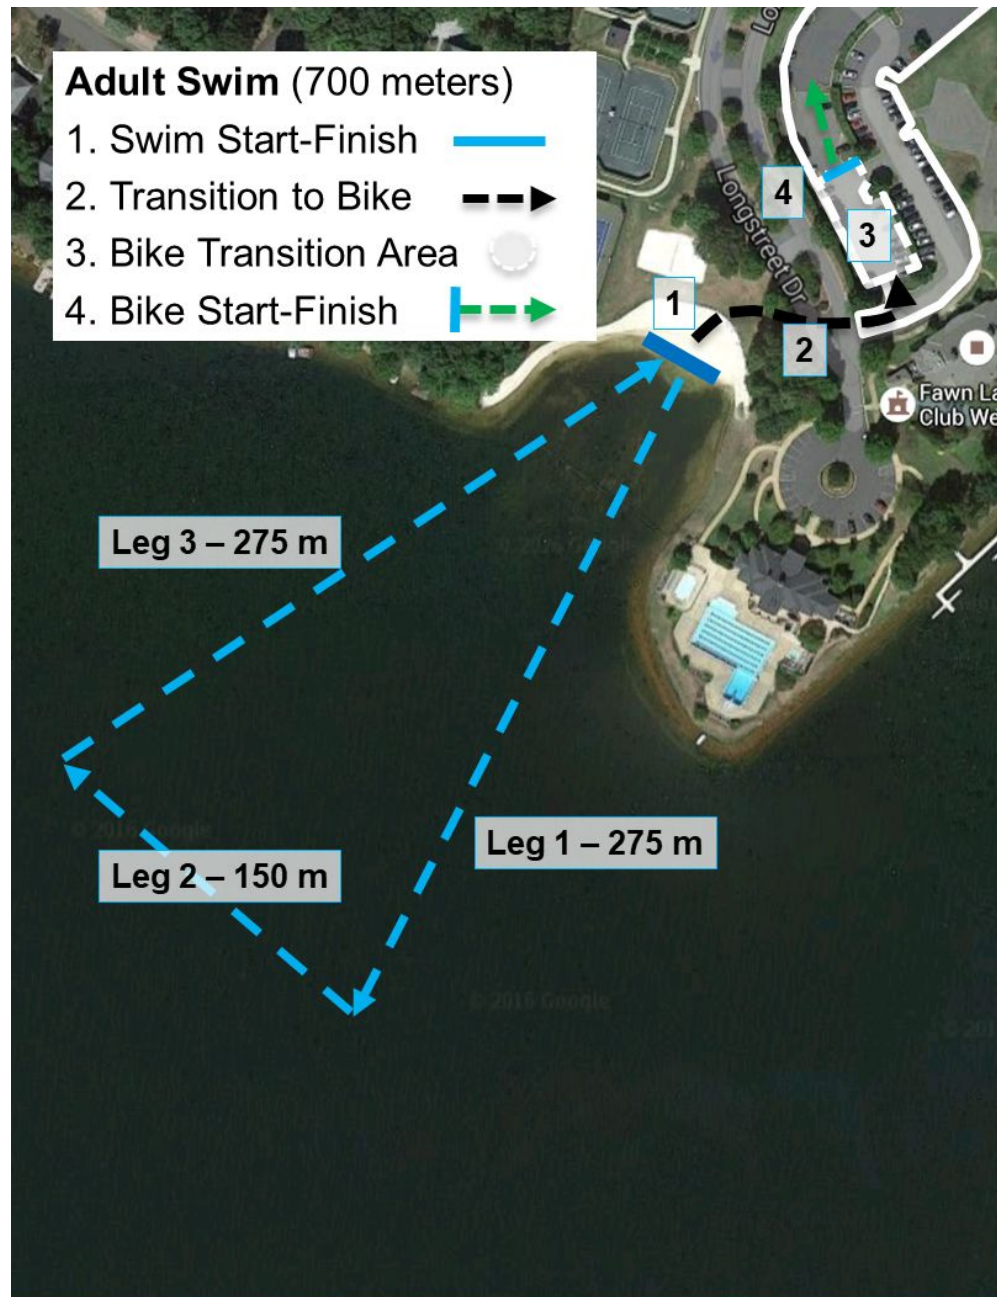 Adult Swim (700 meters)
1. Swim Start-Finish
2. Transition to Bike
3. Bike Transition Area
4. Bike Start-Finish
Lo
Longstreet Dr
4
3
1
2
Fawn La
Club We
Leg 3 – 275 m
Leg 1 – 275 m
© 2016 Google
Leg 2 – 150 m
© 2016 Google